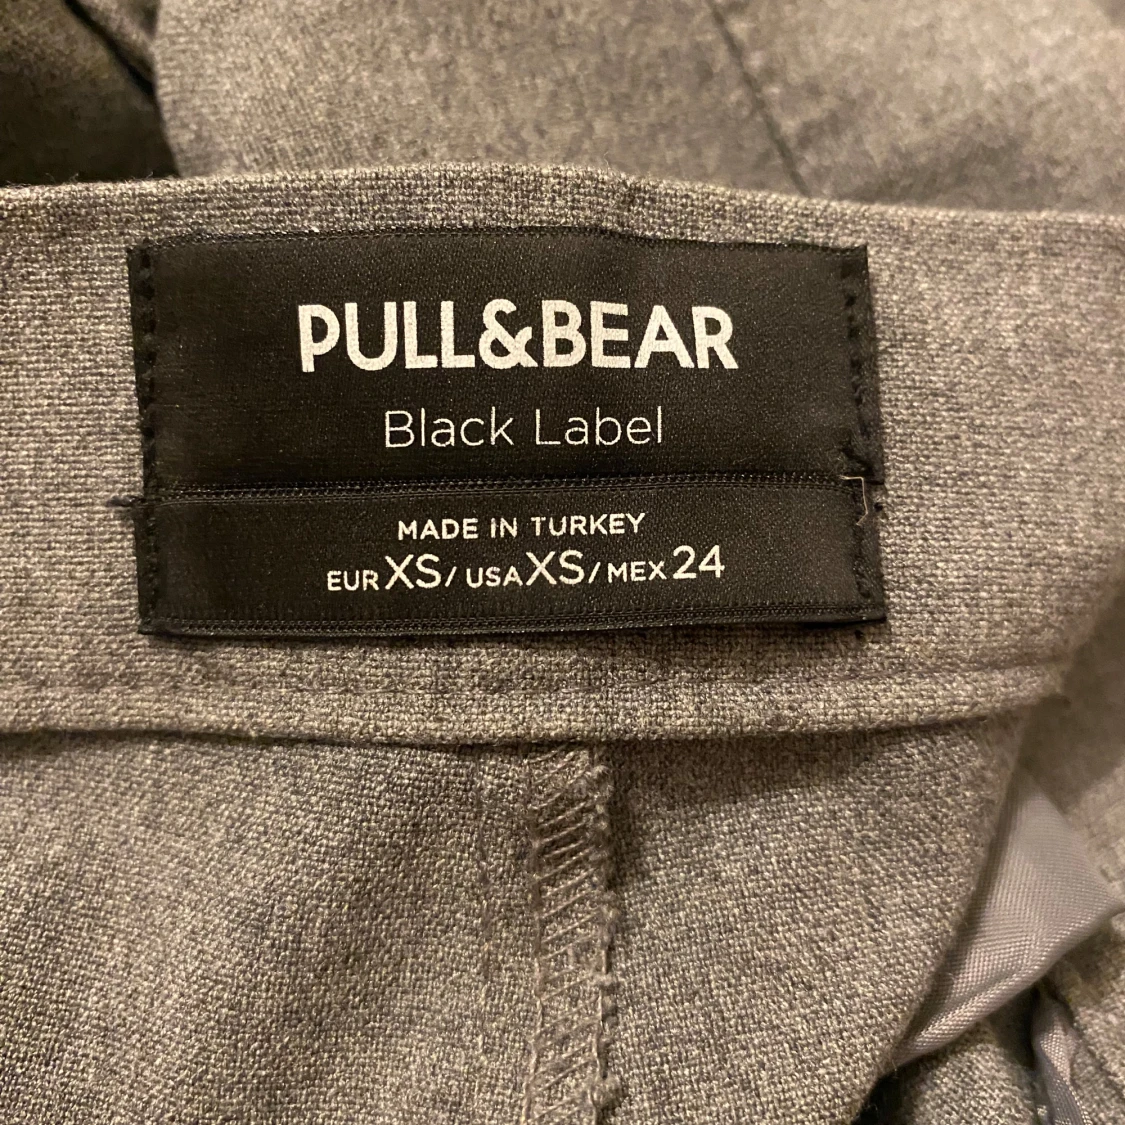 PULL&BEAR
Black Label
MADE IN TURKEY
EUR XS/USA XS/MEX 24